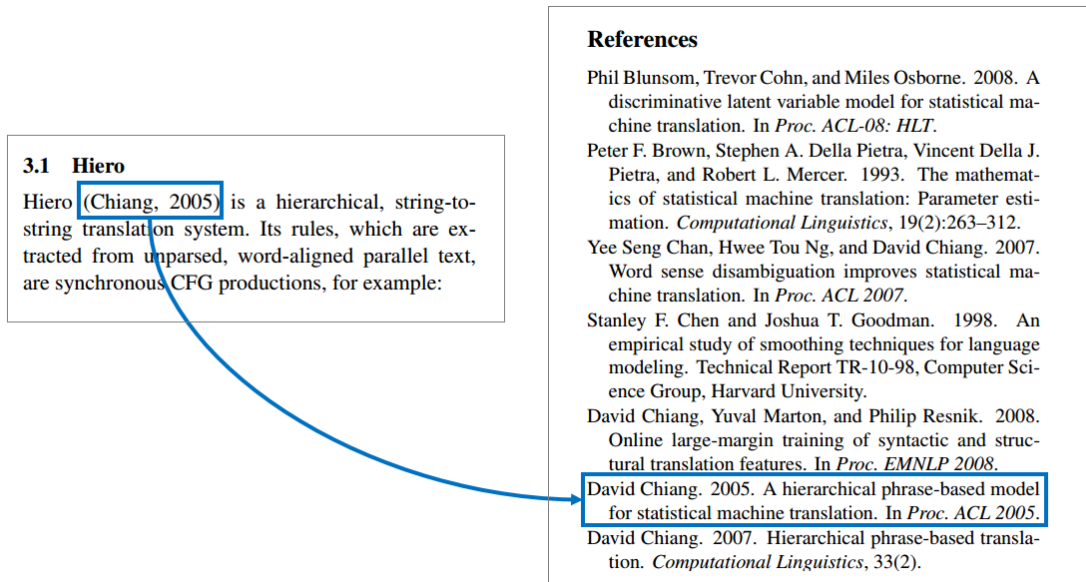 3.1 Hiero
Hiero (Chiang, 2005) is a hierarchical, string-to-
string translation system. Its rules, which are ex-
tracted from unparsed, word-aligned parallel text,
are synchronous CFG productions, for example:
References
Phil Blunsom, Trevor Cohn, and Miles Osborne. 2008. A
discriminative latent variable model for statistical ma-
chine translation. In Proc. ACL-08: HLT.
Peter F. Brown, Stephen A. Della Pietra, Vincent Della J.
Pietra, and Robert L. Mercer. 1993. The mathemat-
ics of statistical machine translation: Parameter esti-
mation. Computational Linguistics, 19(2):263–312.
Yee Seng Chan, Hwee Tou Ng, and David Chiang. 2007.
Word sense disambiguation improves statistical ma-
chine translation. In Proc. ACL 2007.
Stanley F. Chen and Joshua T. Goodman. 1998. An
empirical study of smoothing techniques for language
modeling. Technical Report TR-10-98, Computer Sci-
ence Group, Harvard University.
David Chiang, Yuval Marton, and Philip Resnik. 2008.
Online large-margin training of syntactic and struc-
tural translation features. In Proc. EMNLP 2008.
David Chiang. 2005. A hierarchical phrase-based model
for statistical machine translation. In Proc. ACL 2005.
David Chiang. 2007. Hierarchical phrase-based transla-
tion. Computational Linguistics, 33(2).